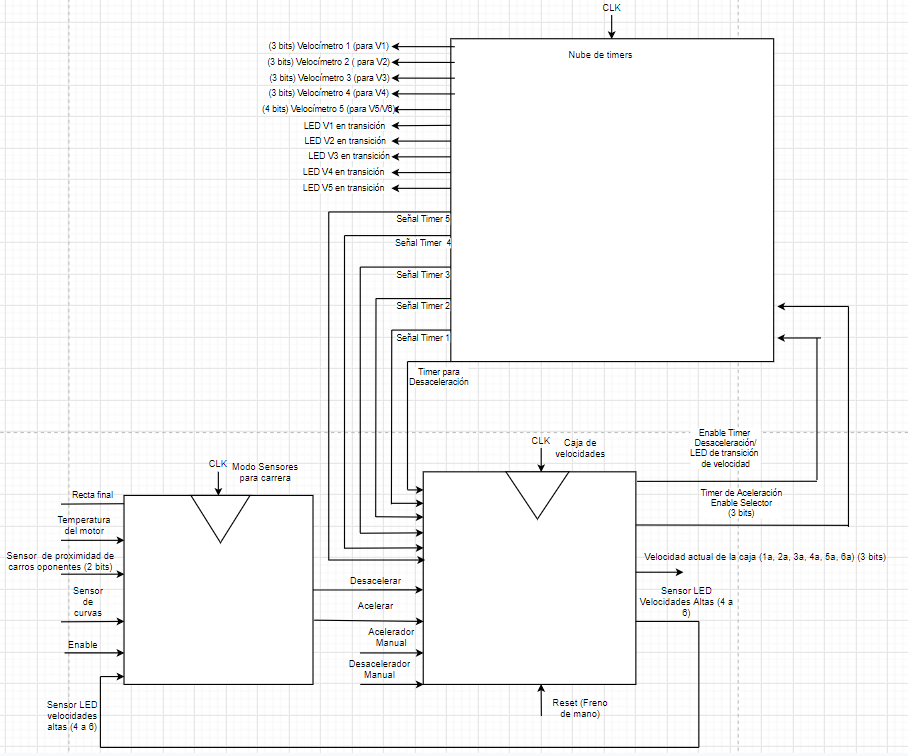 CLK
Nube de timers
(3 bits) Velocímetro 1 (para V1)
(3 bits) Velocímetro 2 ( para V2)
(3 bits) Velocímetro 3 (para V3)
(3 bits) Velocímetro 4 (para V4)
(4 bits) Velocímetro 5 (para V5/V6)
LED V1 en transición
LED V2 en transición
LED V3 en transición
LED V4 en transición
LED V5 en transición
Señal Timer 5
Señal Timer 4
Señal Timer 3
Señal Timer 2
Señal Timer 1
Timer para
Desaceleración
CLK
Caja de
velocidades
Enable Timer
Desaceleración/
LED de transición
de velocidad
Timer de Aceleración
Enable Selector
(3 bits)
Velocidad actual de la caja (1a, 2a, 3a, 4a, 5a, 6a) (3 bits)
Sensor LED
Velocidades Altas (4 a
6)
CLK
Modo Sensores
para carrera
Recta final
Temperatura
del motor
Sensor de proximidad de
carros oponentes (2 bits)
Sensor
de
curvas
Enable
Sensor LED
velocidades
altas (4 a 6)
Desacelerar
Acelerar
Acelerador
Manual
Desacelerador
Manual
Reset (Freno
de mano)